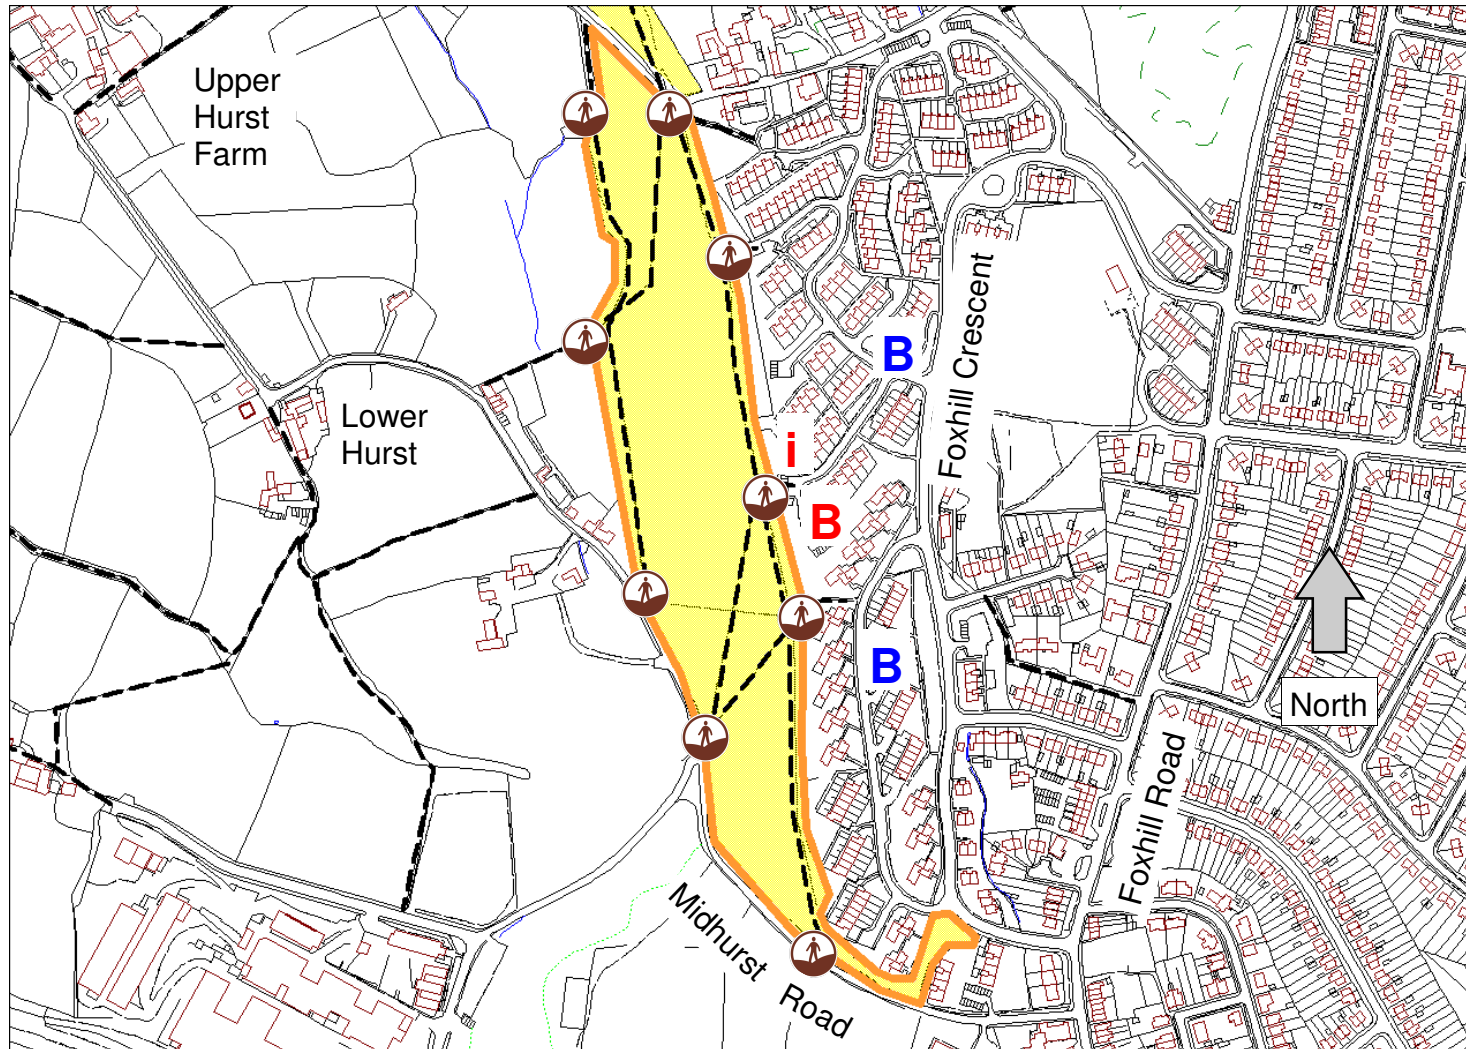 Upper
Hurst
Farm
Foxhill Crescent
B
Lower
Hurst
i
B
B
North
Foxhill Road
Midhurst Road